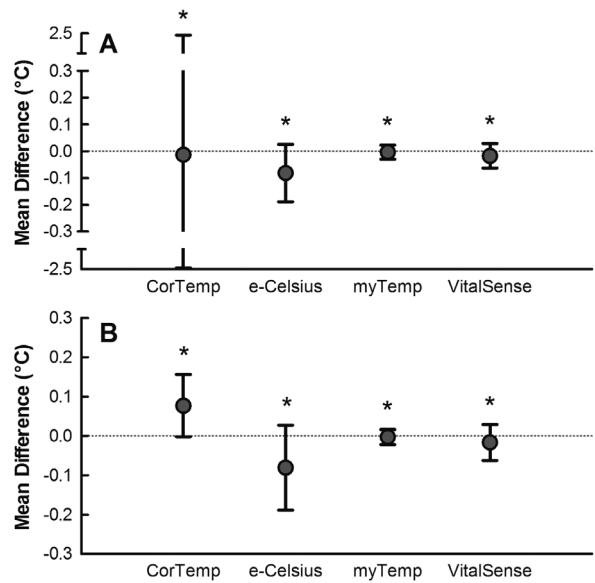 *
2.5
A
0.3
* * *
0.2
0.1
0.0
-0.1
-0.2
-0.3
-2.5
Mean Difference (°C)
CorTemp e-Celsius myTemp VitalSense
0.3
B
0.2
*
0.1
* * *
0.0
-0.1
-0.2
-0.3
Mean Difference (°C)
CorTemp e-Celsius myTemp VitalSense